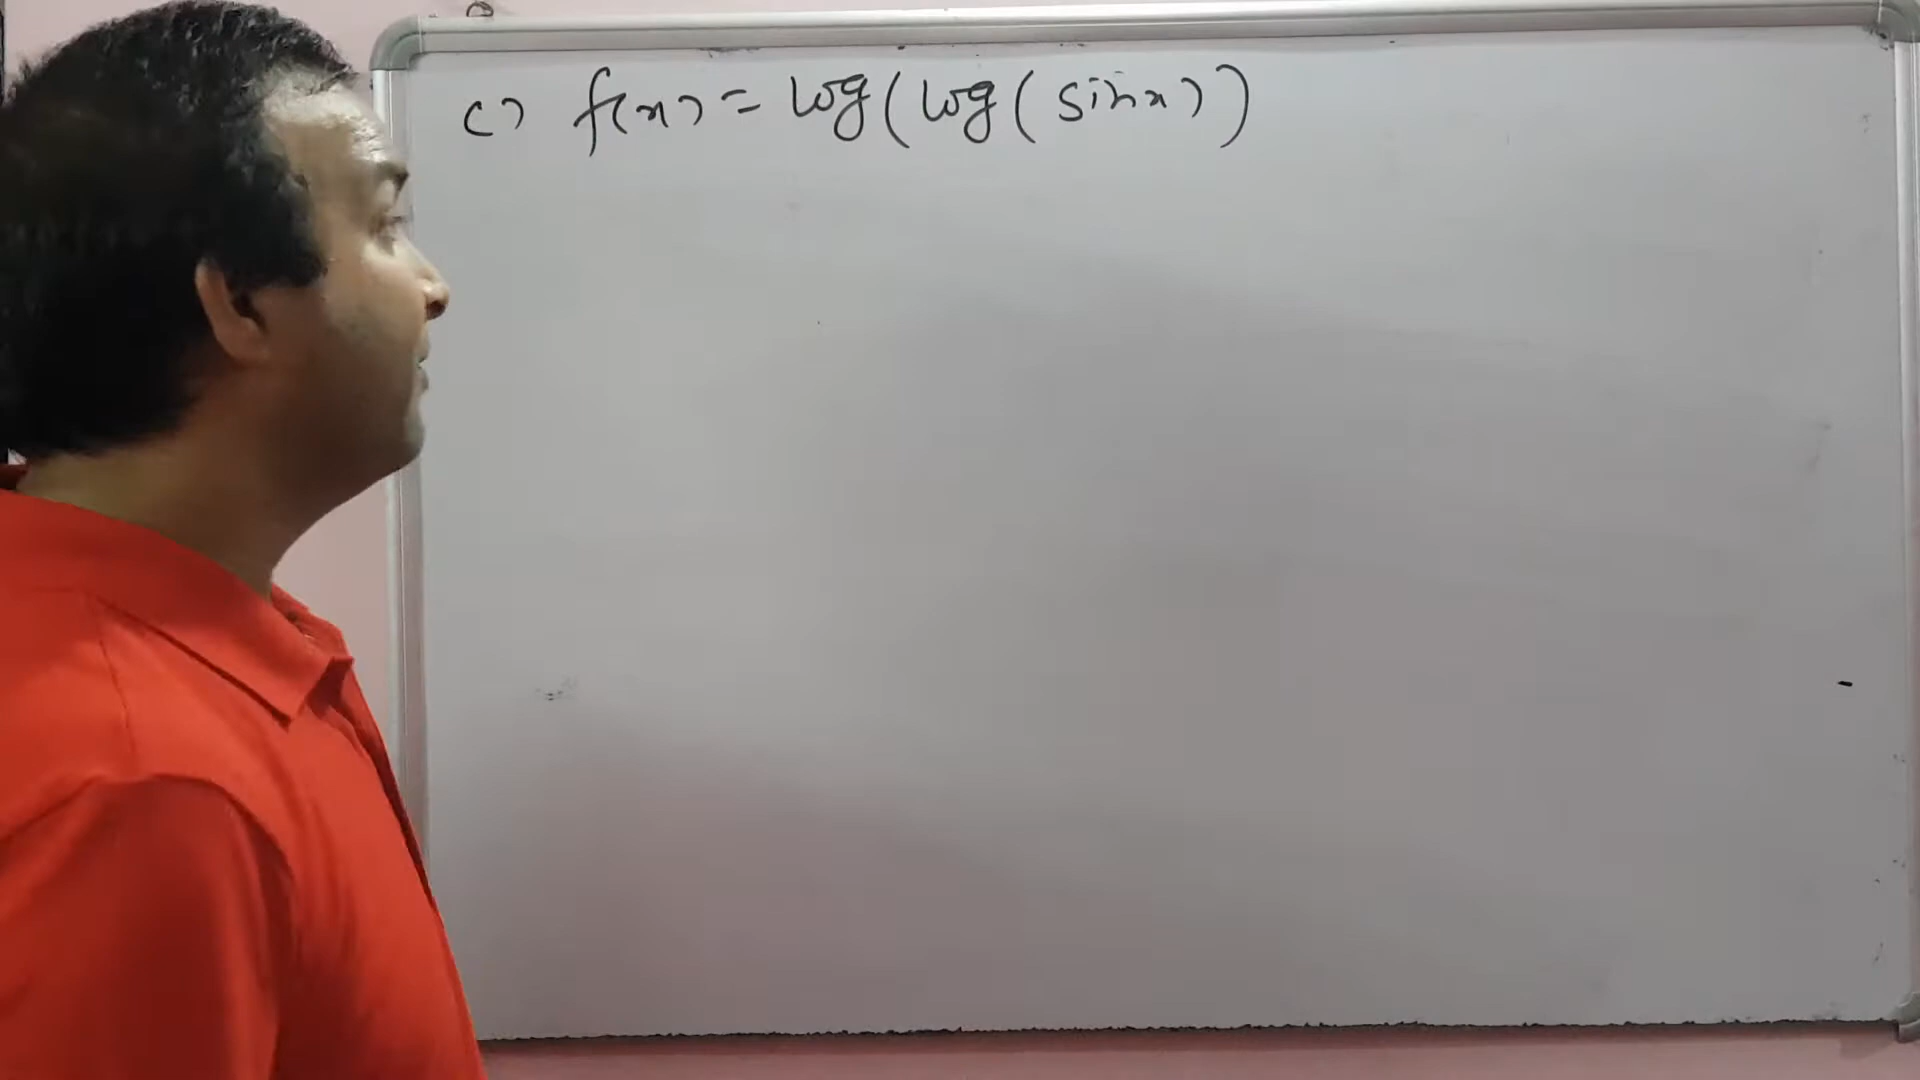 c) f(x) = log(log(sinx))